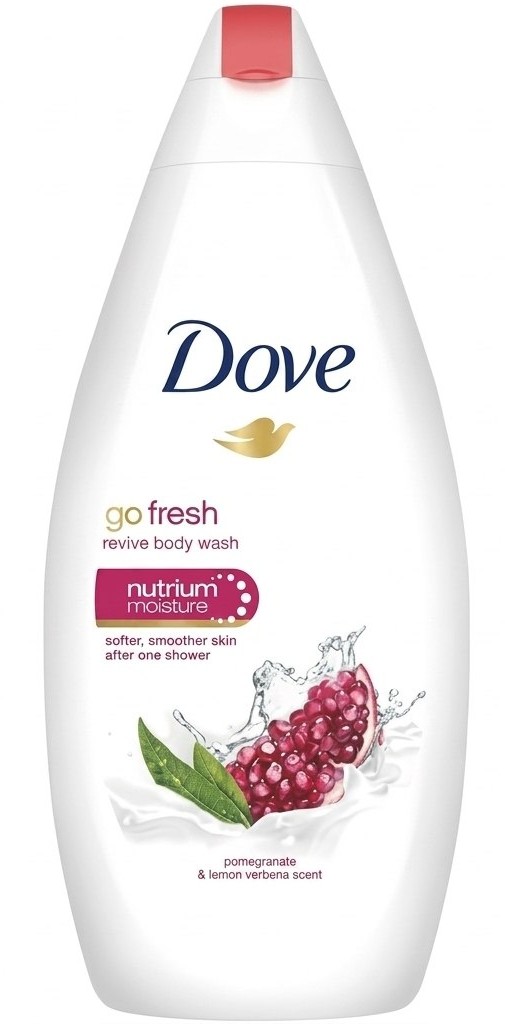 Dove
go fresh
revive body wash
nutrium
moisture
softer, smoother skin
after one shower
pomegranate
& lemon verbena scent